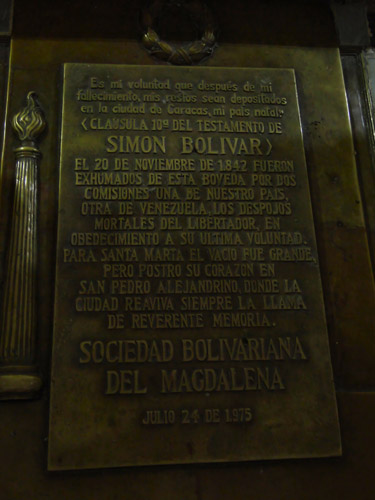 Es mi voluntad que después de mi
fallecimiento, mis restos sean depositados
en la ciudad de Caracas, mi país natal.
(CLAUSULA 10ª DEL TESTAMENTO DE
SIMON BOLIVAR)
EL 20 DE NOVIEMBRE DE 1842 FUERON
EXHUMADOS DE ESTA BOVEDA POR DOS
COMISIONES UNA DE NUESTRO PAIS,
OTRA DE VENEZUELA, LOS DESPOJOS
MORTALES DEL LIBERTADOR, EN
OBEDECIMIENTO A SU ULTIMA VOLUNTAD.
PARA SANTA MARTA EL VACIO FUE GRANDE,
PERO POSTRO SU CORAZON EN
SAN PEDRO ALEJANDRINO, DONDE LA
CIUDAD REAVIVA SIEMPRE LA LLAMA
DE REVERENTE MEMORIA.
SOCIEDAD BOLIVARIANA
DEL MAGDALENA
JULIO 24 DE 1975